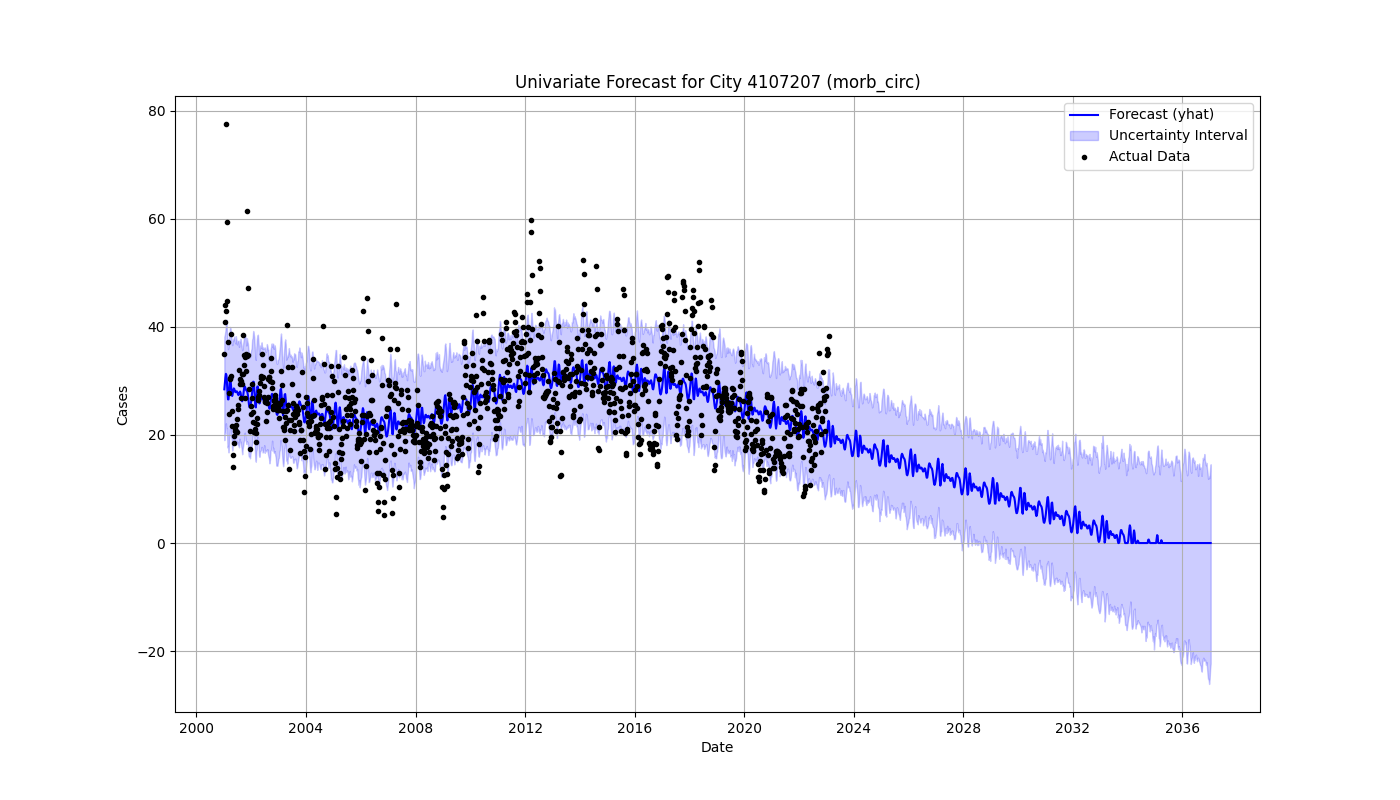 Univariate Forecast for City 4107207 (morb_circ)
Forecast (yhat)
Uncertainty Interval
Actual Data
Cases
80
60
40
20
0
−20
2000 2004 2008 2012 2016 2020 2024 2028 2032 2036
Date